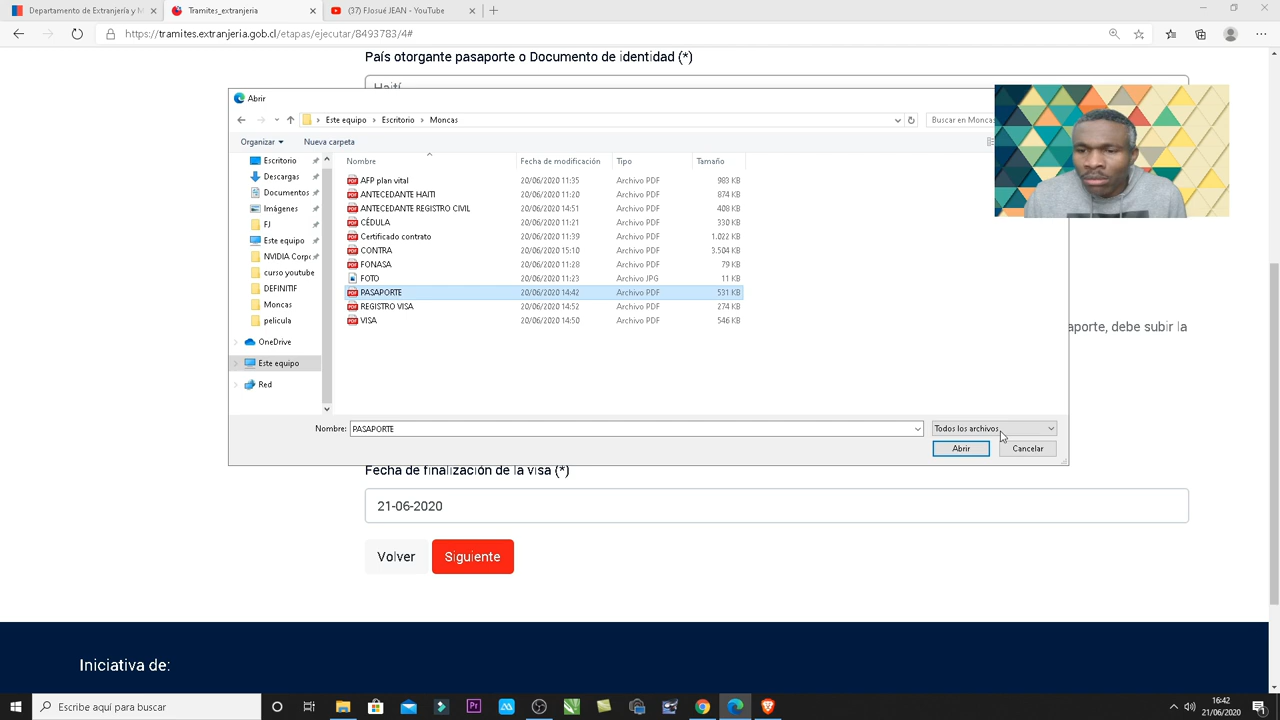 Departamento de Extranjería y M
Tramites_extranjeria
(37) FJosué JEAN - YouTube
https://tramites.extranjeria.gob.cl/etapas/ejecutar/8493783/4#
País otorgante pasaporte o Documento de identidad (*)
Haití
Abrir
Este equipo > Escritorio > Moncas
Buscar en Moncas
Organizar
Nueva carpeta
Nombre Fecha de modificación Tipo Tamaño
Escritorio
Descargas
Documentos
Imágenes
FJ
Este equipo
NVIDIA Corpc
curso youtube
DEFINITIF
Moncas
pelicula
OneDrive
Este equipo
Red
AFP plan vital 20/06/2020 11:35 Archivo PDF 983 KB
ANTECEDANTE HAITI 20/06/2020 11:20 Archivo PDF 874 KB
ANTECEDANTE REGISTRO CIVIL 20/06/2020 14:51 Archivo PDF 408 KB
CÉDULA 20/06/2020 11:21 Archivo PDF 330 KB
Certificado contrato 20/06/2020 11:39 Archivo PDF 1.022 KB
CONTRA 20/06/2020 15:10 Archivo PDF 3.504 KB
FONASA 20/06/2020 11:28 Archivo PDF 79 KB
FOTO 20/06/2020 11:23 Archivo JPG 11 KB
PASAPORTE 20/06/2020 14:42 Archivo PDF 531 KB
REGISTRO VISA 20/06/2020 14:52 Archivo PDF 274 KB
VISA 20/06/2020 14:50 Archivo PDF 546 KB
aporte, debe subir la
Nombre: PASAPORTE
Todos los archivos
Abrir
Cancelar
Fecha de finalización de la visa (*)
21-06-2020
Volver
Siguiente
Iniciativa de:
Escribe aquí para buscar
Pr
16:42
21/06/2020
1